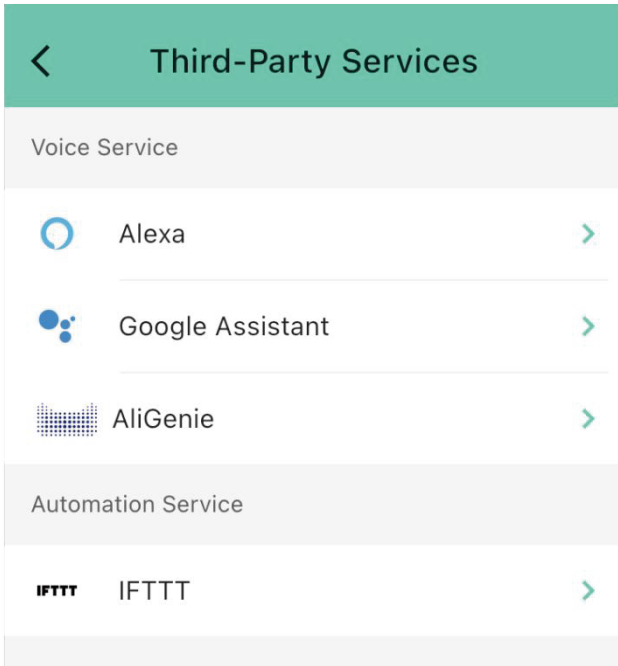 Third-Party Services
Voice Service
Alexa
Google Assistant
AliGenie
Automation Service
IFTTT IFTTT